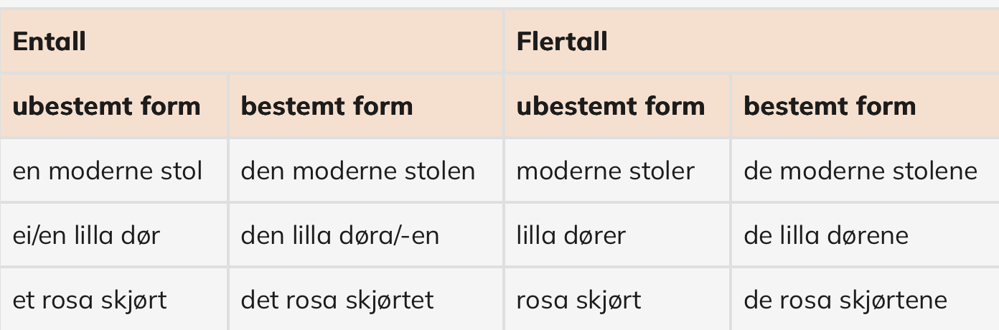 Entall Flertall
ubestemt form bestemt form ubestemt form bestemt form
en moderne stol den moderne stolen moderne stoler de moderne stolene
ei/en lilla dør den lilla døra/-en lilla dører de lilla dørene
et rosa skjørt det rosa skjørtet rosa skjørt de rosa skjørtene